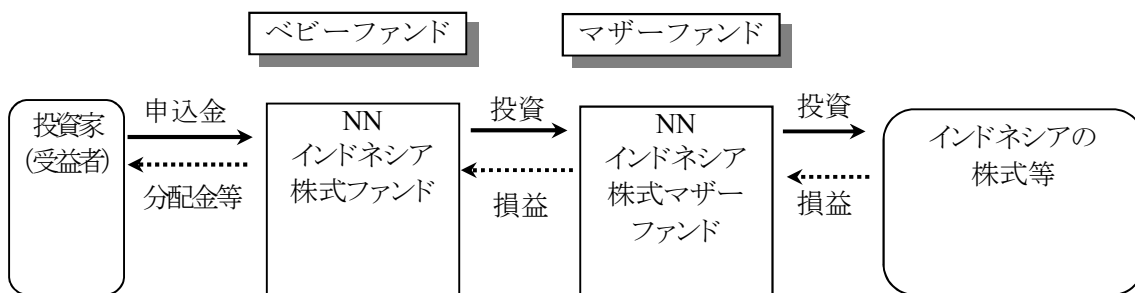 ベビーファンド
マザーファンド
投資家
(受益者)
申込金
分配金等
NN
インドネシア
株式ファンド
投資
損益
NN
インドネシア
株式マザー
ファンド
投資
損益
インドネシアの
株式等